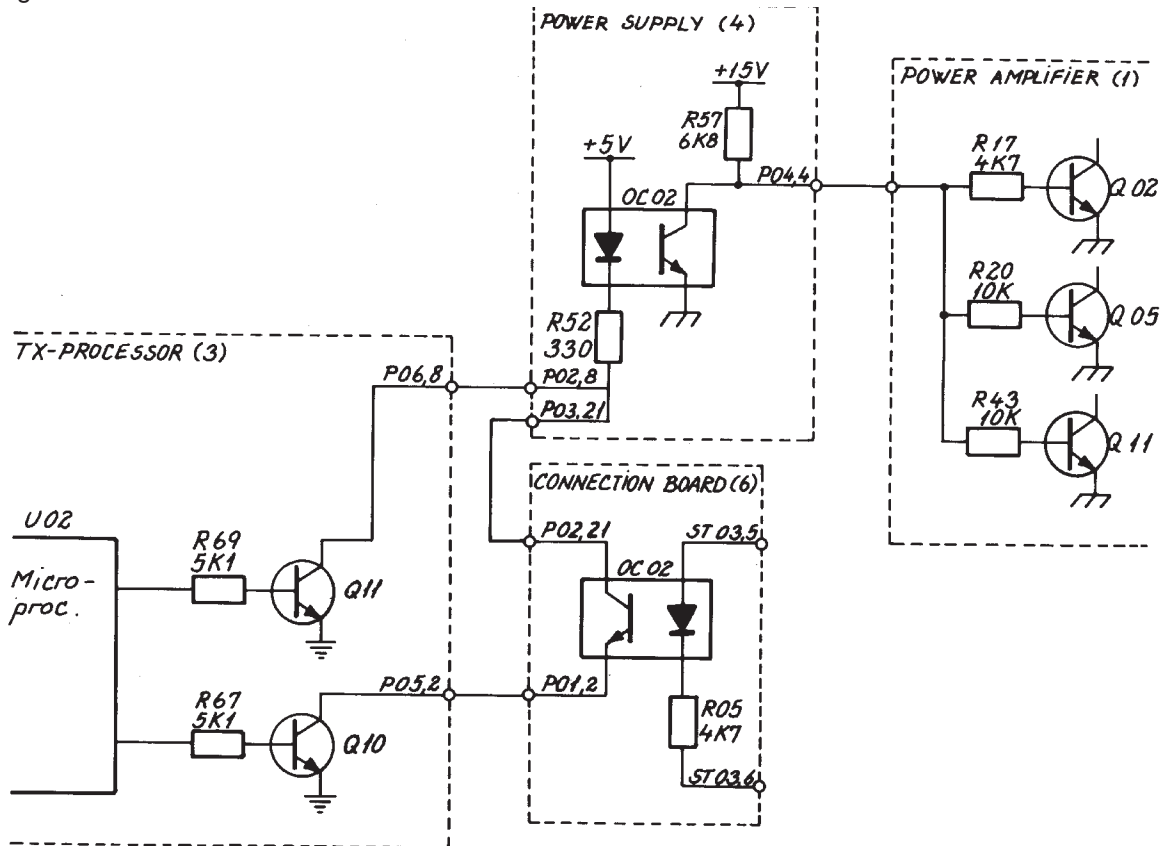 POWER SUPPLY (4)
+15V
R57
6K8
+5V
P04,4
OC02
R52
330
P02,8
P03,21
POWER AMPLIFIER (1)
R17
4K7
Q02
R20
10K
Q05
R43
10K
Q11
TX-PROCESSOR (3)
P06,8
U02
Micro-
proc.
R69
5K1
Q11
R67
5K1
Q10
P05,2
CONNECTION BOARD(6)
P02,21
ST03,5
OC02
P01,2
R05
4K7
ST03,6